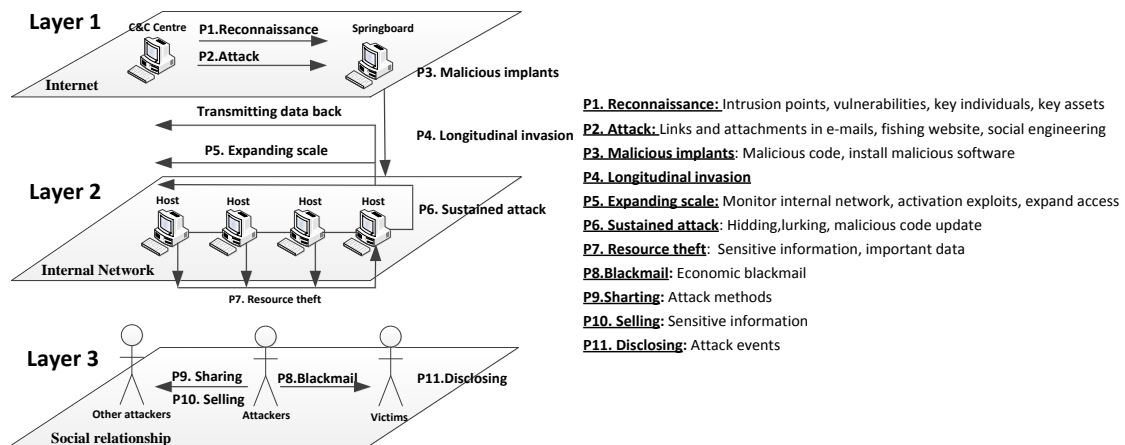 Layer 1
C&C Centre
P1.Reconnaissance
Springboard
P2.Attack
P3. Malicious implants
Internet
Transmitting data back
P4. Longitudinal invasion
P5. Expanding scale
Layer 2
Host
Host
Host
Host
P6. Sustained attack
Internal Network
P7. Resource theft
Layer 3
P9. Sharing
P8.Blackmail
P11.Disclosing
P10. Selling
Other attackers
Attackers
Victims
Social relationship
P1. Reconnaissance: Intrusion points, vulnerabilities, key individuals, key assets
P2. Attack: Links and attachments in e-mails, fishing website, social engineering
P3. Malicious implants: Malicious code, install malicious software
P4. Longitudinal invasion
P5. Expanding scale: Monitor internal network, activation exploits, expand access
P6. Sustained attack: Hidding,lurking, malicious code update
P7. Resource theft: Sensitive information, important data
P8.Blackmail: Economic blackmail
P9.Sharting: Attack methods
P10. Selling: Sensitive information
P11. Disclosing: Attack events